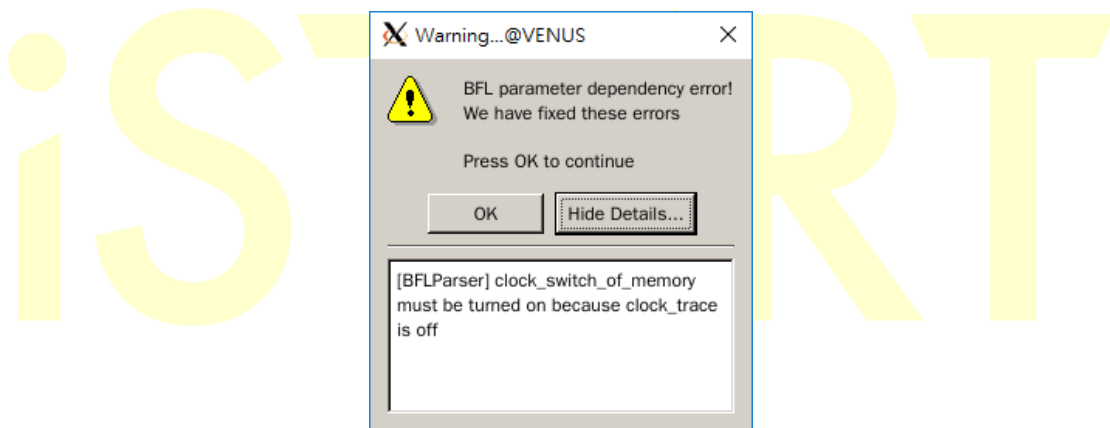 iSTART
Warning...@VENUS
BFL parameter dependency error!
We have fixed these errors
Press OK to continue
OK
Hide Details...
[BFLParser] clock_switch_of_memory
must be turned on because clock_trace
is off